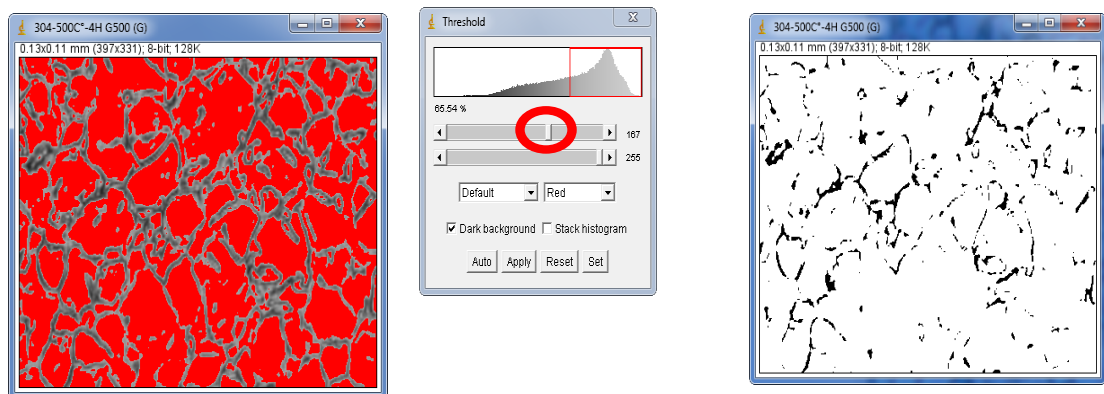 304-500C°-4H G500 (G)
0.13x0.11 mm (397x331); 8-bit; 128K
Threshold
65.54 %
167
255
Default
Red
Dark background
Stack histogram
Auto
Apply
Reset
Set
304-500C°-4H G500 (G)
0.13x0.11 mm (397x331); 8-bit; 128K